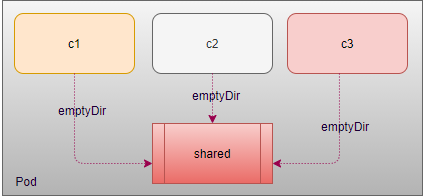 c1
c2
c3
emptyDir
emptyDir
emptyDir
shared
Pod